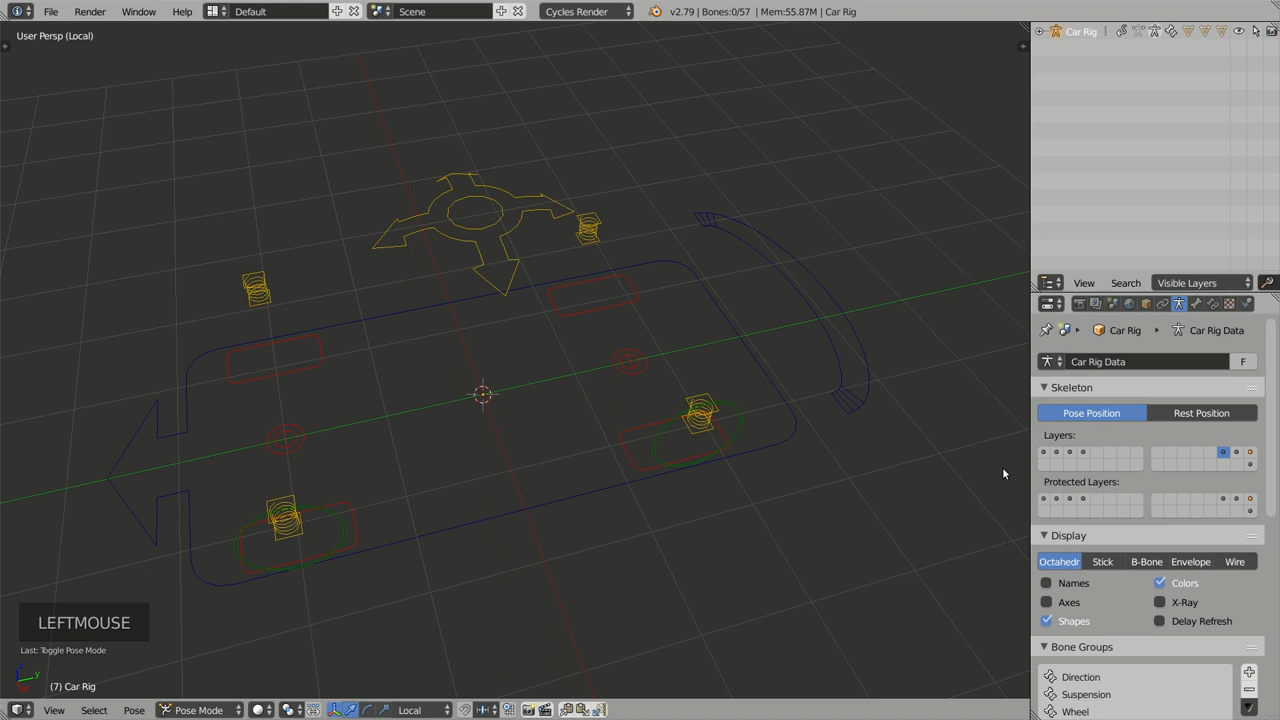 File Render Window Help Default Scene Cycles Render v2.79 | Bones:0/57 | Mem:55.87M | Car Rig
User Persp (Local)
Car Rig
View Search Visible Layers
Car Rig Car Rig Data
Car Rig Data F
Skeleton
Pose Position Rest Position
Layers:
Protected Layers:
Display
Octahedr Stick B-Bone Envelope Wire
Names Colors
Axes X-Ray
Shapes Delay Refresh
Bone Groups
Direction
Suspension
Wheel
LEFTMOUSE
Last: Toggle Pose Mode
z y
(7) Car Rig
View Select Pose Pose Mode Local